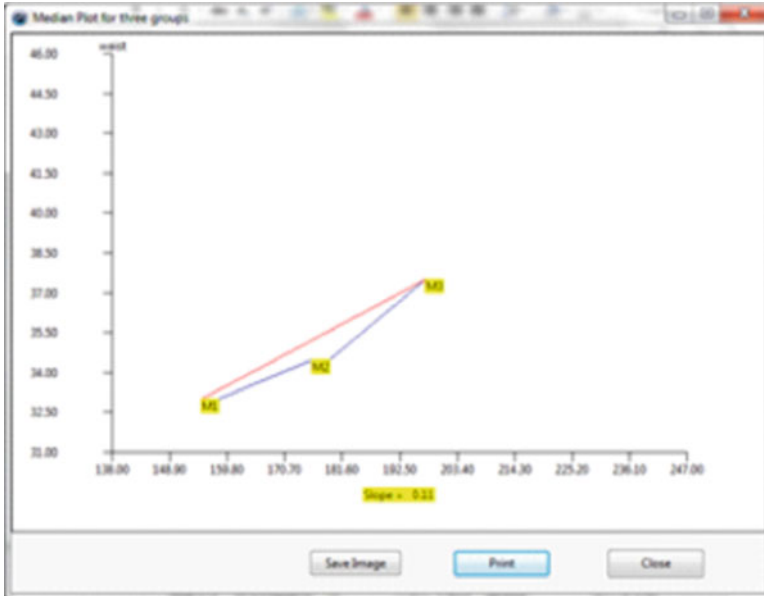 Median Plot for three groups
waist
46.00
44.50
43.00
41.50
40.00
38.50
37.00
35.50
34.00
32.50
31.00
M3
M2
M1
138.00 148.90 159.80 170.70 181.60 192.50 203.40 214.30 225.20 236.10 247.00
Slope = 0.11
Save Image Print Close